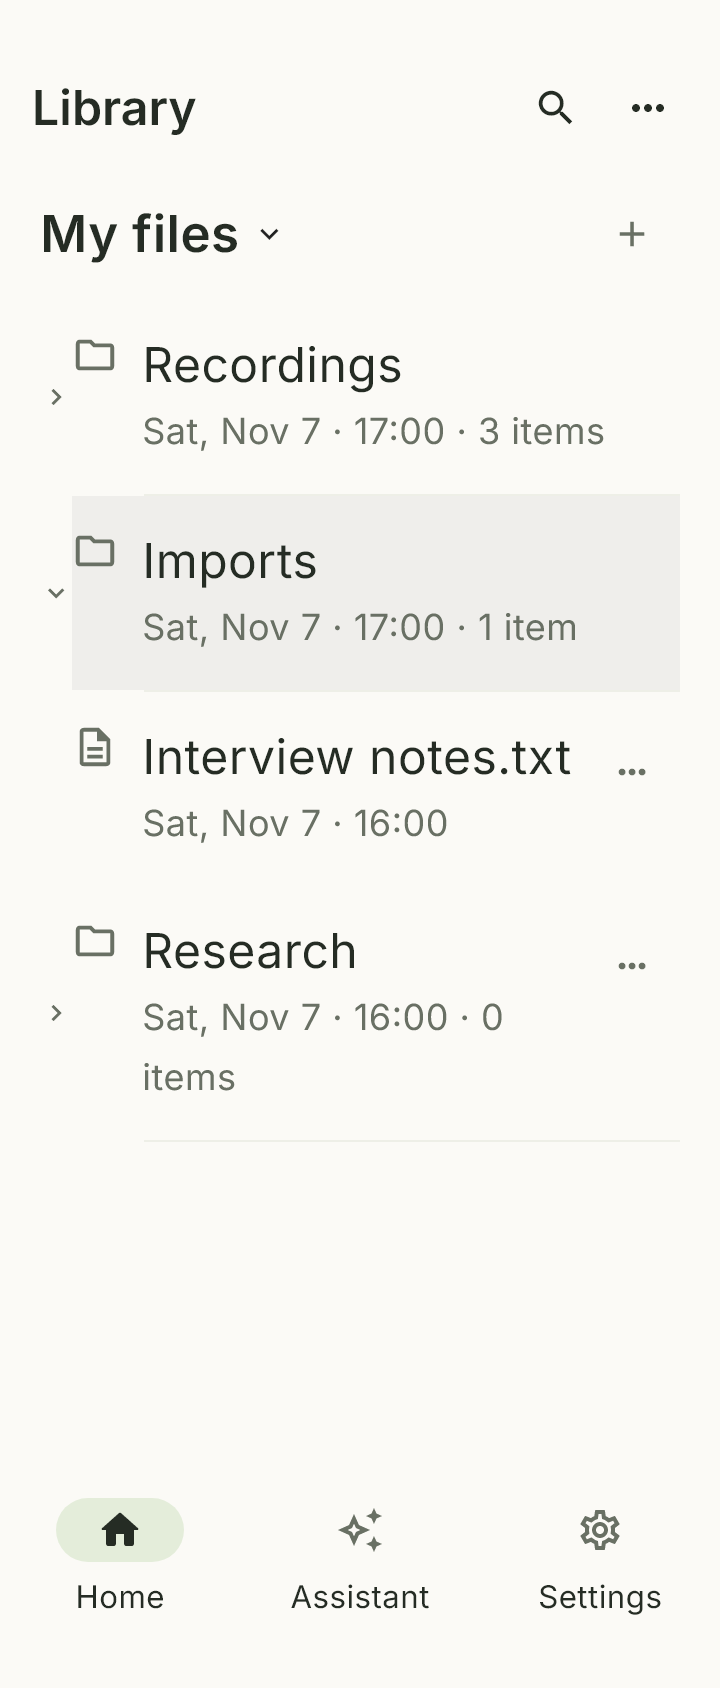 Library
My files
Recordings
Sat, Nov 7 · 17:00 · 3 items
Imports
Sat, Nov 7 · 17:00 · 1 item
Interview notes.txt
Sat, Nov 7 · 16:00
Research
Sat, Nov 7 · 16:00 · 0
items
Home
Assistant
Settings